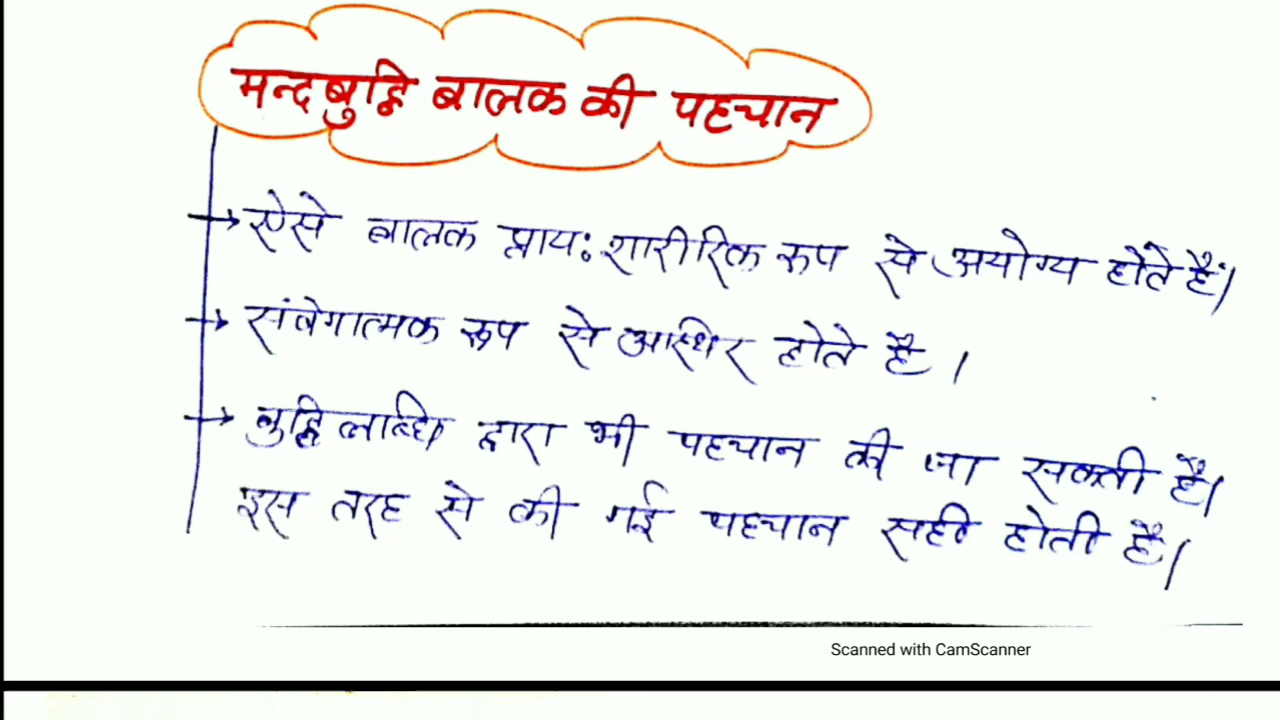 मन्दबुद्धि बालक की पहचान
→ ऐसे बालक प्राय: शारीरिक रूप से अयोग्य होते हैं।
→ संवेगात्मक रूप से अस्थिर होते है।
→ बुद्धि लब्धि द्वारा भी पहचान की जा सकती है।
इस तरह से की गई पहचान सही होती है।
Scanned with CamScanner